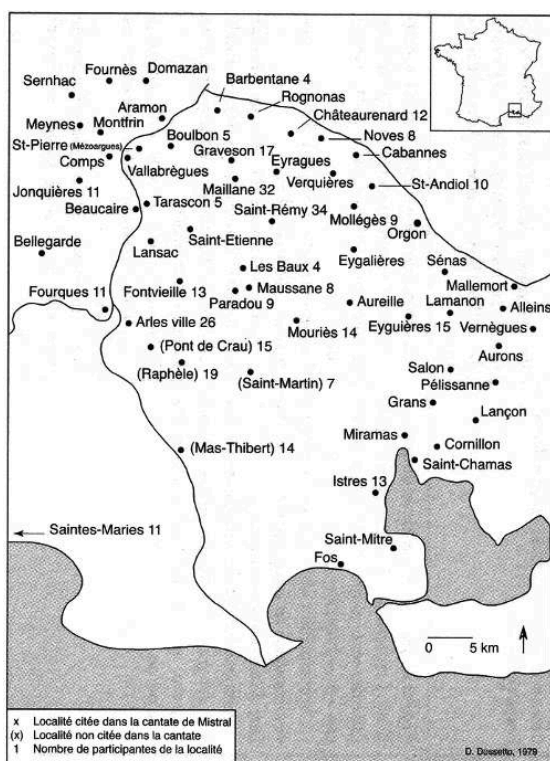 Fournès
Domazan
Sernhac
Barbentane 4
Rognonas
Aramon
Châteaurenard 12
Meynes
Montfrin
Boulbon 5
Noves 8
St-Pierre (Mézoargues)
Graveson 17
Eyragues
Cabannes
Comps
Vallabrègues
Verquières
Jonquières 11
Maillane 32
St-Andiol 10
Beaucaire
Tarascon 5
Saint-Rémy 34
Mollégès 9
Saint-Etienne
Orgon
Bellegarde
Lansac
Eygalières
Les Baux 4
Sénas
Fourques 11
Fontvieille 13
Maussane 8
Mallemort
Paradou 9
Aureille
Lamanon
Alleins
Arles ville 26
Mouriès 14
Eyguières 15
Vernègues
(Pont de Crau) 15
Aurons
(Raphèle) 19
(Saint-Martin) 7
Salon
Pélissanne
Grans
Lançon
Miramas
(Mas-Thibert) 14
Cornillon
Saint-Chamas
Istres 13
Saintes-Maries 11
Saint-Mitre
Fos
0 5 km
x Localité citée dans la cantate de Mistral
(x) Localité non citée dans la cantate
1 Nombre de participantes de la localité
D. Dossetto, 1979